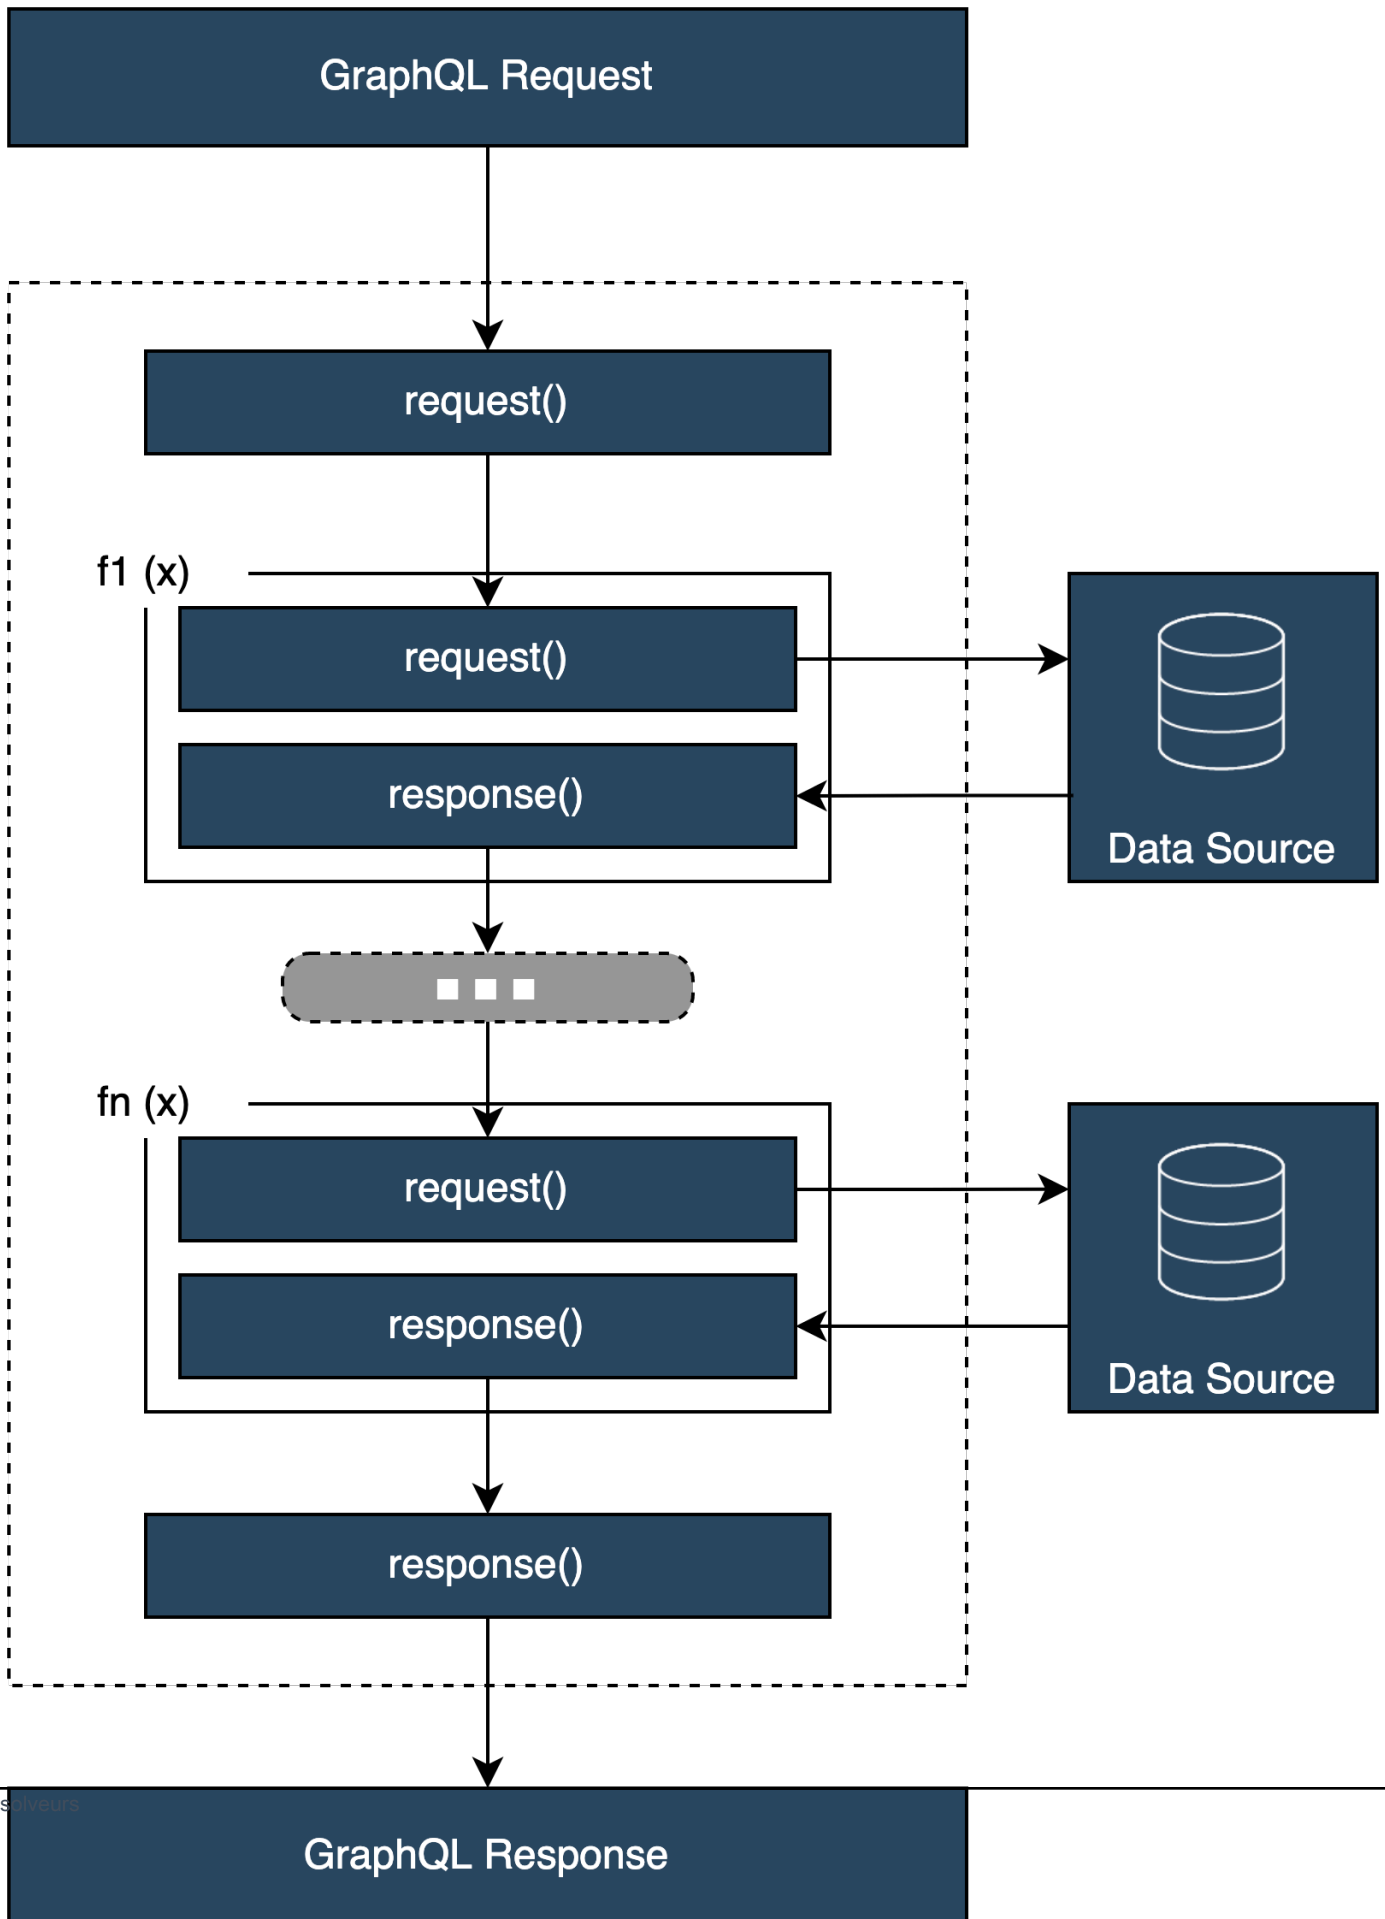 GraphQL Request
request()
f1 (x)
request()
response()
Data Source
fn (x)
request()
response()
Data Source
response()
solveurs
GraphQL Response